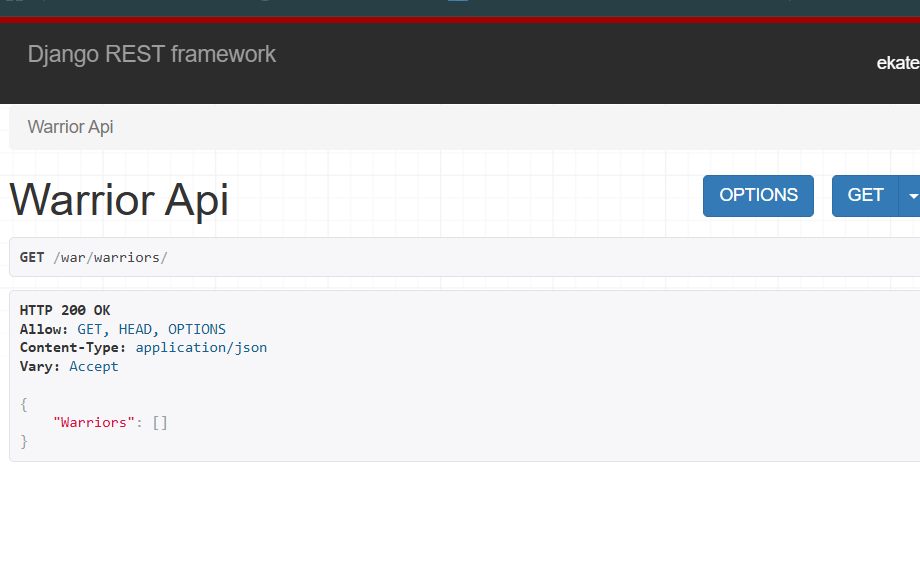 Django REST framework
ekate
Warrior Api
Warrior Api
OPTIONS
GET
GET /war/warriors/
HTTP 200 OK
Allow: GET, HEAD, OPTIONS
Content-Type: application/json
Vary: Accept
{
    "Warriors": []
}